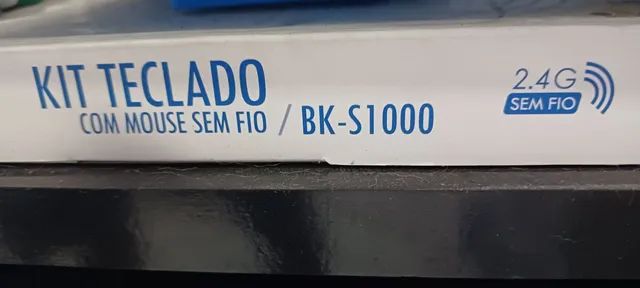 KIT TECLADO
COM MOUSE SEM FIO / BK-S1000
2.4G
SEM FIO